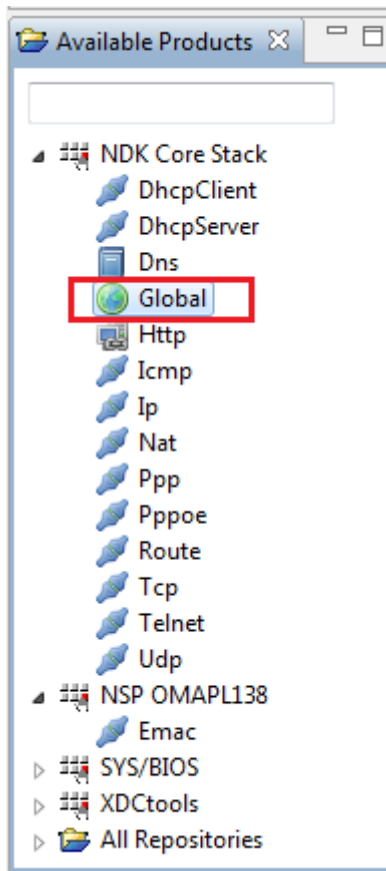 Available Products
NDK Core Stack
DhcpClient
DhcpServer
Dns
Global
Http
Icmp
Ip
Nat
Ppp
Pppoe
Route
Tcp
Telnet
Udp
NSP OMAPL138
Emac
SYS/BIOS
XDCtools
All Repositories